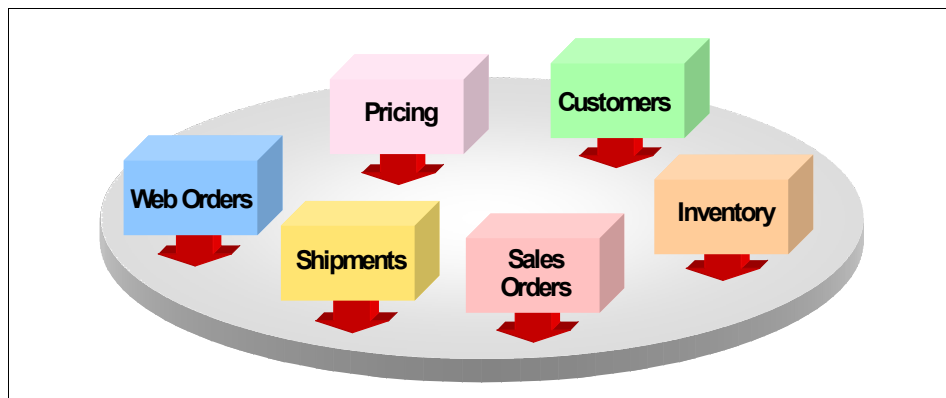 Pricing
Customers
Web Orders
Inventory
Shipments
Sales
Orders